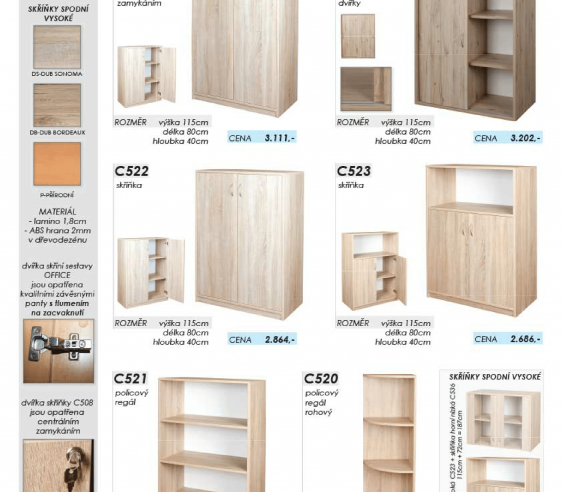 SKŘÍŇKY SPODNÍ
VYSOKÉ
DS-DUB SONOMA
DB-DUB BORDEAUX
P-PŘÍRODNÍ
MATERIÁL
- lamino 1,8cm
- ABS hrana 2mm
v dřevodezénu
dvířka skříní sestavy
OFFICE
jsou opatřena
kvalitními závěsnými
panty s tlumením
na zacvaknutí
dvířka skříňky C508
jsou opatřena
centrálním
zamykáním
zamykáním
ROZMĚR výška 115cm
délka 80cm
hloubka 40cm
CENA 3.111,-
dvířky
ROZMĚR výška 115cm
délka 80cm
hloubka 40cm
CENA 3.202,-
C522
skříňka
ROZMĚR výška 115cm
délka 80cm
hloubka 40cm
CENA 2.864,-
C523
skříňka
ROZMĚR výška 115cm
délka 80cm
hloubka 40cm
CENA 2.686,-
C521
policový
regál
C520
policový
regál
rohový
SKŘÍŇKY SPODNÍ VYSOKÉ
C523 + skříňka horní nízká C536
115cm + 72cm = 187cm